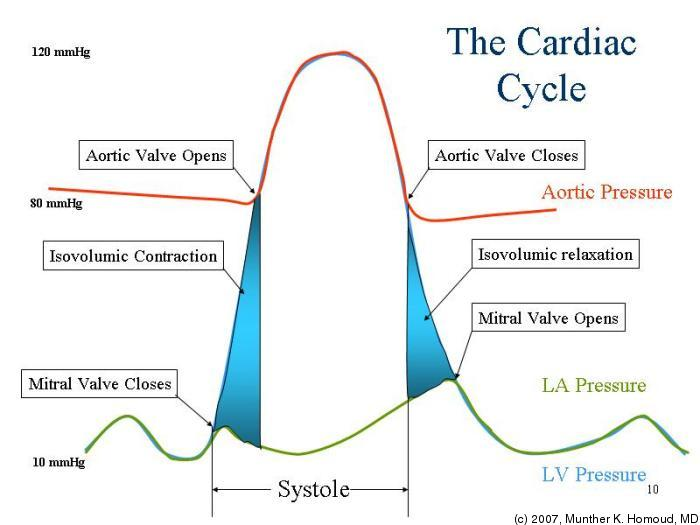 The Cardiac
Cycle
120 mmHg
Aortic Valve Opens
Aortic Valve Closes
Aortic Pressure
80 mmHg
Isovolumic Contraction
Isovolumic relaxation
Mitral Valve Opens
Mitral Valve Closes
LA Pressure
10 mmHg
LV Pressure
Systole
10
(c) 2007, Munther K. Homoud, MD